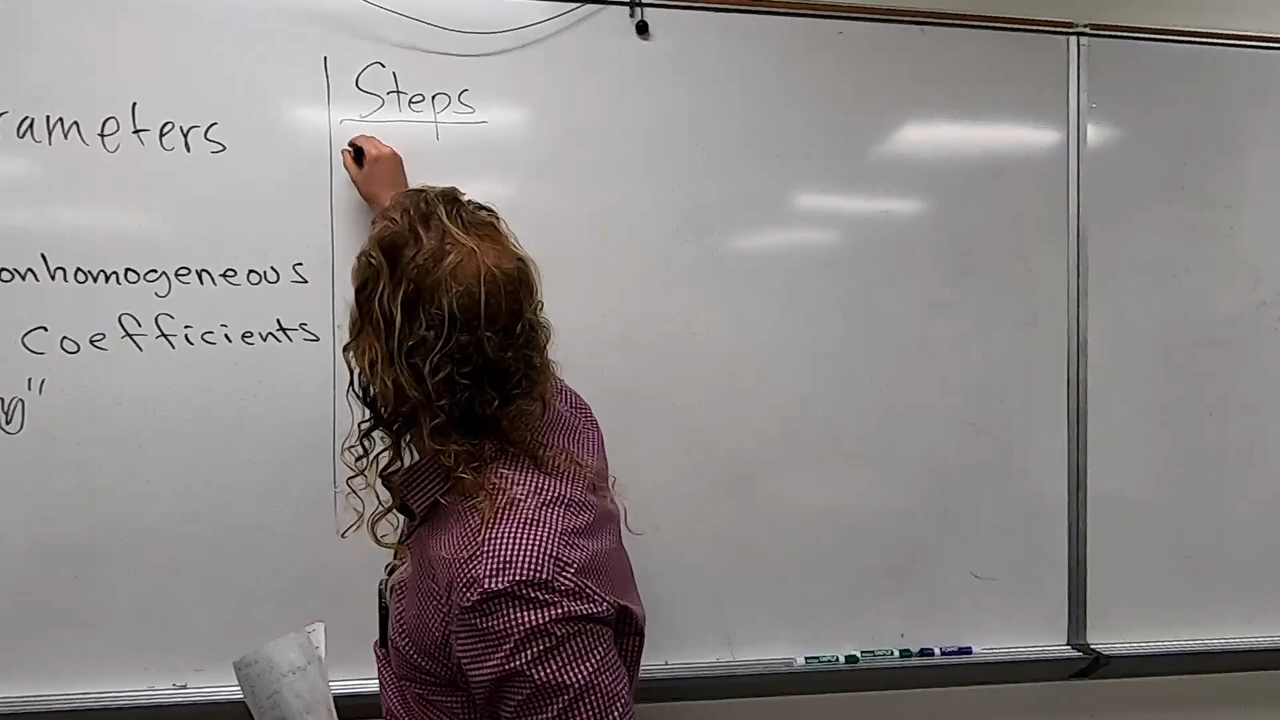 rameters
onhomogeneous
coefficients
"
Steps